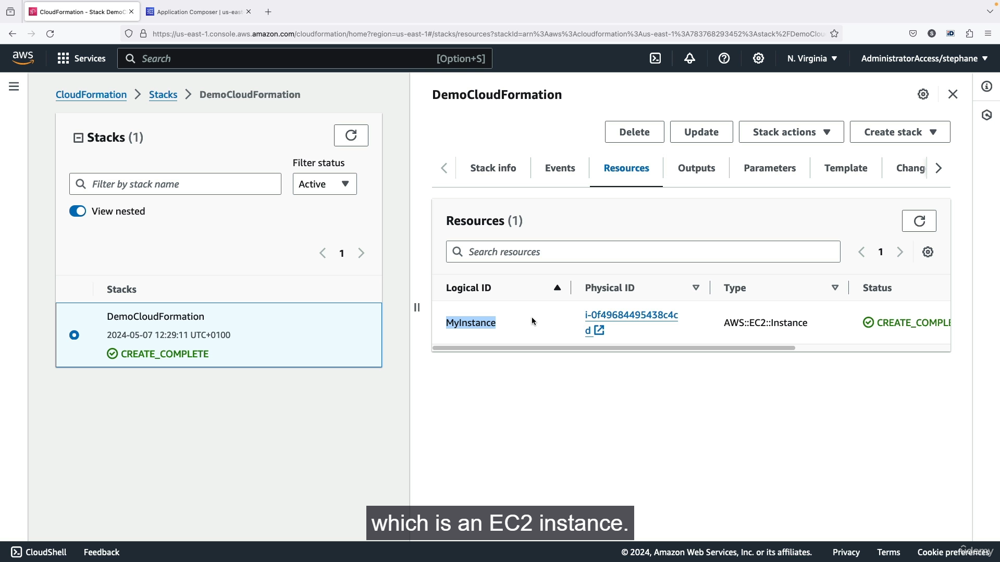 CloudFormation - Stack DemoC
Application Composer | us-east
https://us-east-1.console.aws.amazon.com/cloudformation/home?region=us-east-1#/stacks/resources?stackId=arn%3Aaws%3Acloudformation%3Aus-east-1%3A783768293452%3Astack%2FDemoClou
S
iD
aws
Services
Search
[Option+S]
N. Virginia
AdministratorAccess/stephane
CloudFormation
Stacks
DemoCloudFormation
Stacks (1)
Filter status
Filter by stack name
Active
View nested
1
Stacks
DemoCloudFormation
2024-05-07 12:29:11 UTC+0100
CREATE_COMPLETE
DemoCloudFormation
Delete
Update
Stack actions
Create stack
Stack info
Events
Resources
Outputs
Parameters
Template
Chang
Resources (1)
Search resources
1
Logical ID
Physical ID
Type
Status
MyInstance
i-0f49684495438c4c
d
AWS::EC2::Instance
CREATE_COMPLE
which is an EC2 instance.
CloudShell
Feedback
© 2024, Amazon Web Services, Inc. or its affiliates.
Privacy
Terms
Cookie preferences
udemy